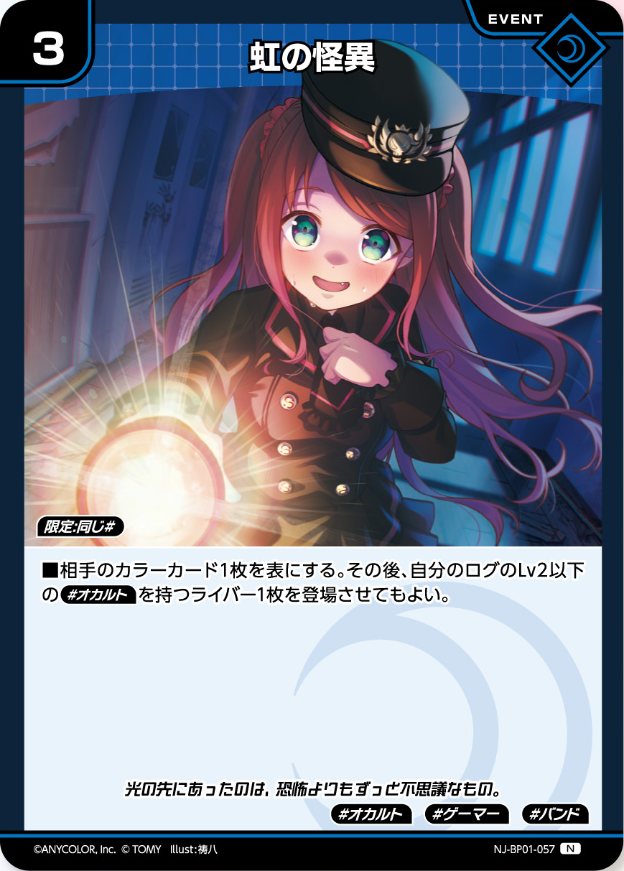 EVENT
3
虹の怪異
限定:同じ#
■相手のカラーカード1枚を表にする。その後、自分のログのLv2以下
の #オカルト を持つライバー1枚を登場させてもよい。
光の先にあったのは、恐怖よりもずっと不思議なもの。
#オカルト #ゲーマー #バンド
©ANYCOLOR, Inc. © TOMY Illust:祷八 NJ-BP01-057 N